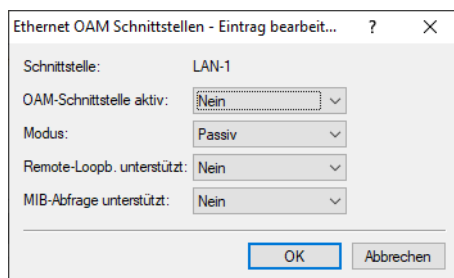 Ethernet OAM Schnittstellen - Eintrag bearbeit...
Schnittstelle: LAN-1
OAM-Schnittstelle aktiv: Nein
Modus: Passiv
Remote-Loopb. unterstützt: Nein
MIB-Abfrage unterstützt: Nein
OK Abbrechen